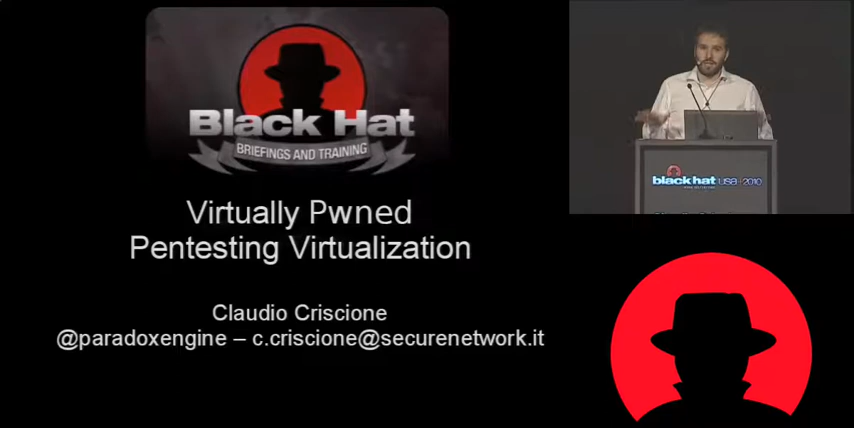 Black Hat
BRIEFINGS AND TRAINING
Virtually Pwned
Pentesting Virtualization
Claudio Criscione
@paradoxengine – c.criscione@securenetwork.it
black hat USA | 2010